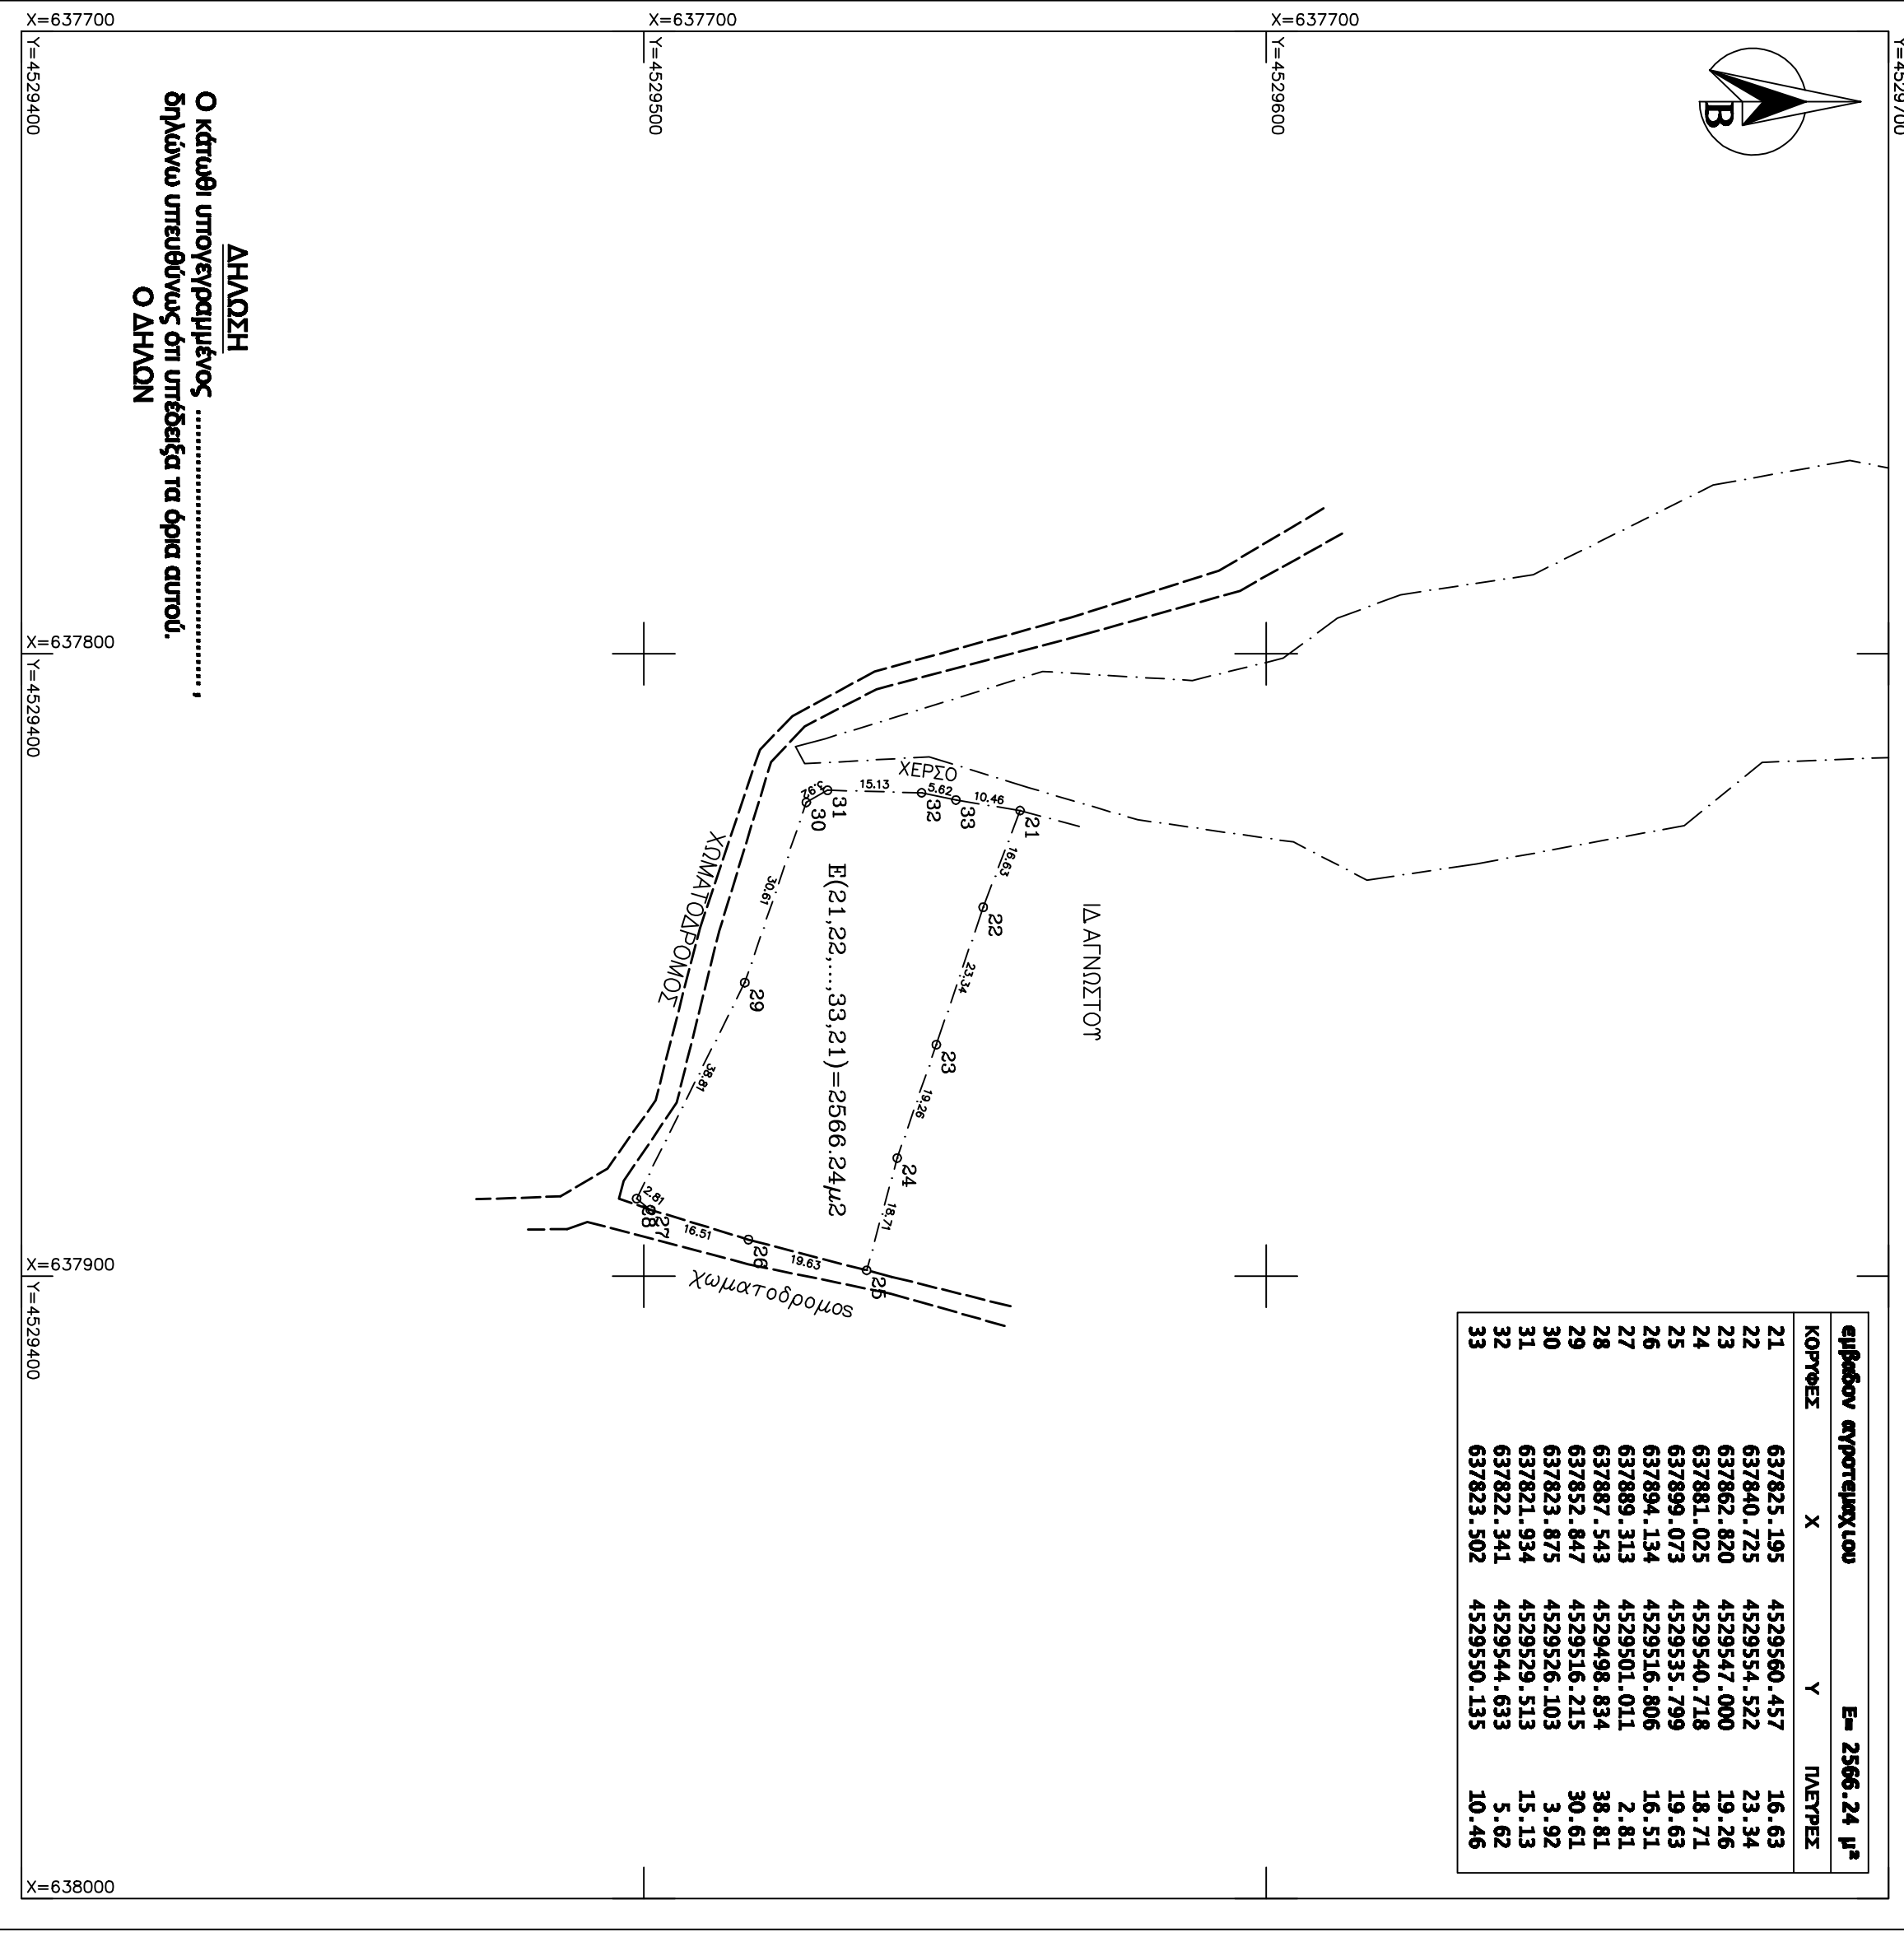 X=637700
X=637700
X=637700
Y=4529400
Y=4529500
Y=4529600
Y=4529700
X=637800
Y=4529400
X=637900
Y=4529400
X=638000
Β
εμβαδον αγροτεμαχιου E= 2566.24 μ²
ΚΟΡΥΦΕΣ X Y ΠΛΕΥΡΕΣ
21 637825.195 4529560.457 16.63
22 637840.725 4529554.522 23.34
23 637862.820 4529547.000 19.26
24 637881.025 4529540.718 18.71
25 637899.073 4529535.799 19.63
26 637894.134 4529516.806 16.51
27 637889.313 4529501.011 2.81
28 637887.543 4529498.834 38.81
29 637852.847 4529516.215 30.61
30 637823.875 4529526.103 3.92
31 637821.934 4529529.513 15.13
32 637822.341 4529544.633 5.62
33 637823.502 4529550.135 10.46
ΙΔ ΑΓΝΩΣΤΟΥ
ΧΕΡΣΟ
21
16.63
22
23.34
23
19.26
24
18.71
25
19.63
26
16.51
27
2.81
28
38.81
29
30.61
30
3.92
31
15.13
32
5.62
33
10.46
E(21,22,...,33,21)=2566.24μ2
ΧΩΜΑΤΟΔΡΟΜΟΣ
χωματοδρομος
ΔΗΛΩΣΗ
Ο κάτωθι υπογεγραμμένος ........................................,
δηλώνω υπευθύνως ότι υπέδειξα τα όρια αυτού.
Ο ΔΗΛΩΝ